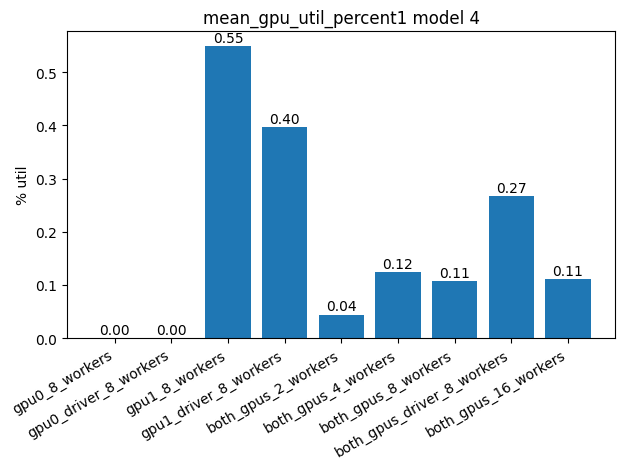 mean_gpu_util_percent1 model 4
% util
0.5
0.4
0.3
0.2
0.1
0.0
0.00
0.00
0.55
0.40
0.04
0.12
0.11
0.27
0.11
gpu0_8_workers
gpu0_driver_8_workers
gpu1_8_workers
gpu1_driver_8_workers
both_gpus_2_workers
both_gpus_4_workers
both_gpus_8_workers
both_gpus_driver_8_workers
both_gpus_16_workers